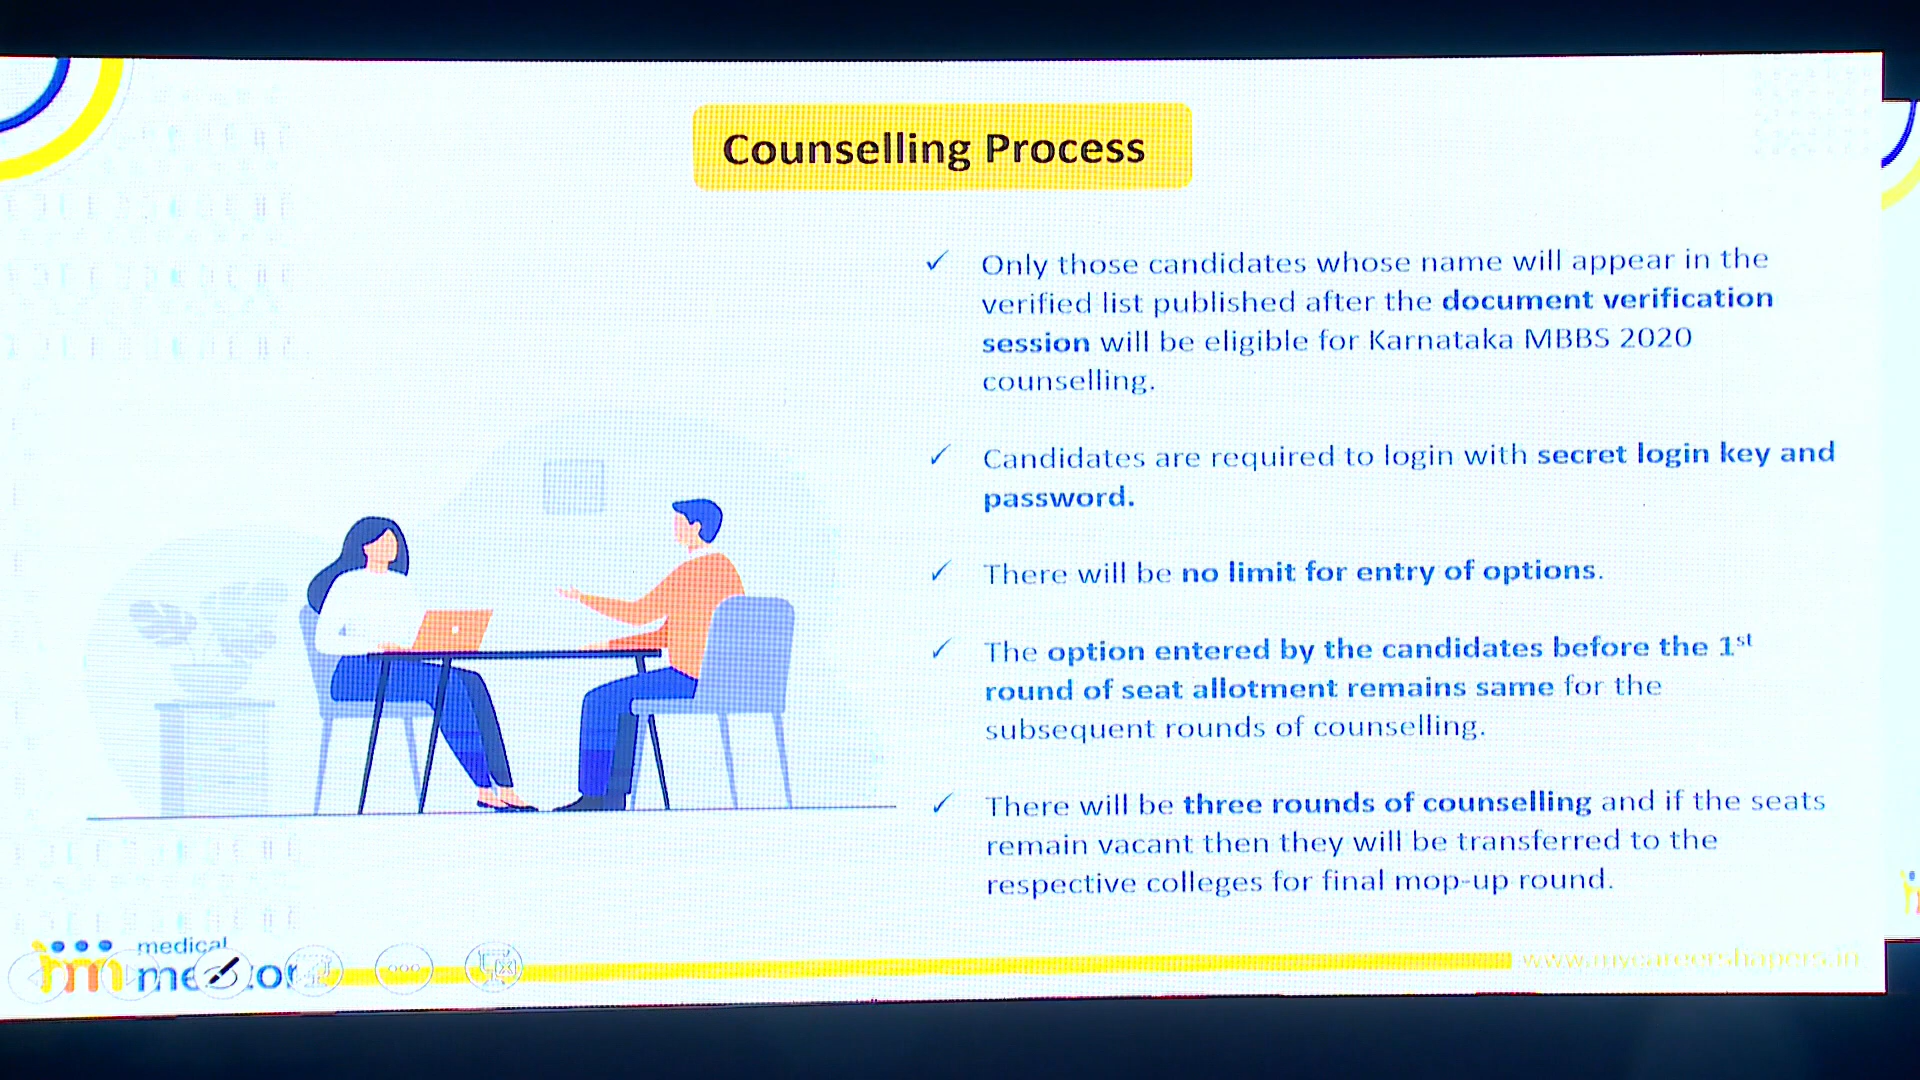 Counselling Process
✓ Only those candidates whose name will appear in the
verified list published after the document verification
session will be eligible for Karnataka MBBS 2020
counselling.
✓ Candidates are required to login with secret login key and
password.
✓ There will be no limit for entry of options.
✓ The option entered by the candidates before the 1st
round of seat allotment remains same for the
subsequent rounds of counselling.
✓ There will be three rounds of counselling and if the seats
remain vacant then they will be transferred to the
respective colleges for final mop-up round.
medical
mentor
www.mycareershapers.in